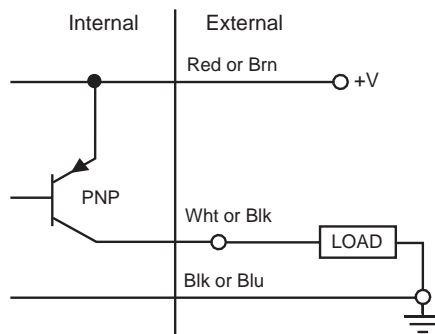 Internal External
Red or Brn
+V
PNP
Wht or Blk
LOAD
Blk or Blu